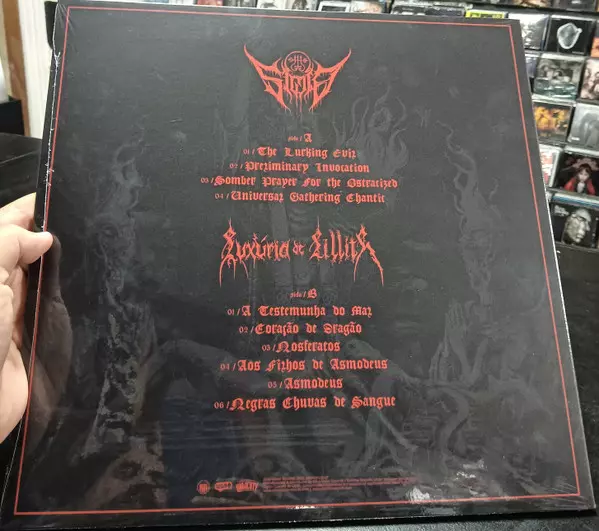 side / A
01 / The Lurking Evil
02 / Preliminary Invocation
03 / Somber Prayer For the Ostracized
04 / Universal Gathering Chantic
Luxúria de Lillith
side / B
01 / A Testemunha do Mal
02 / Coração de Dragão
03 / Nosferatos
04 / Aos Filhos de Asmodeus
05 / Asmodeus
06 / Negras Chuvas de Sangue